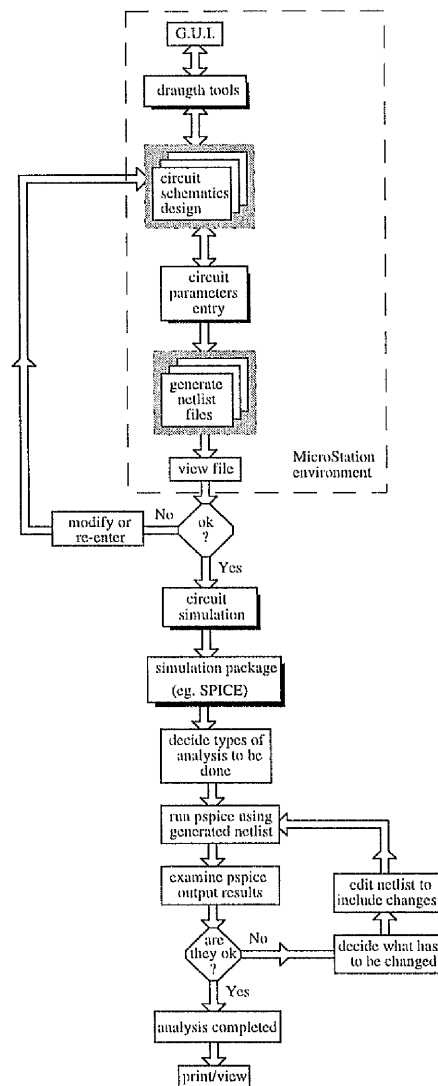 G.U.I.
draugth tools
circuit
schematics
design
circuit
parameters
entry
generate
netlist
files
view file
MicroStation
environment
modify or
re-enter
No
ok
?
Yes
circuit
simulation
simulation package
(eg. SPICE)
decide types of
analysis to be
done
run pspice using
generated netlist
examine pspice
output results
edit netlist to
include changes
are
they ok
?
No
decide what has
to be changed
Yes
analysis completed
print/view